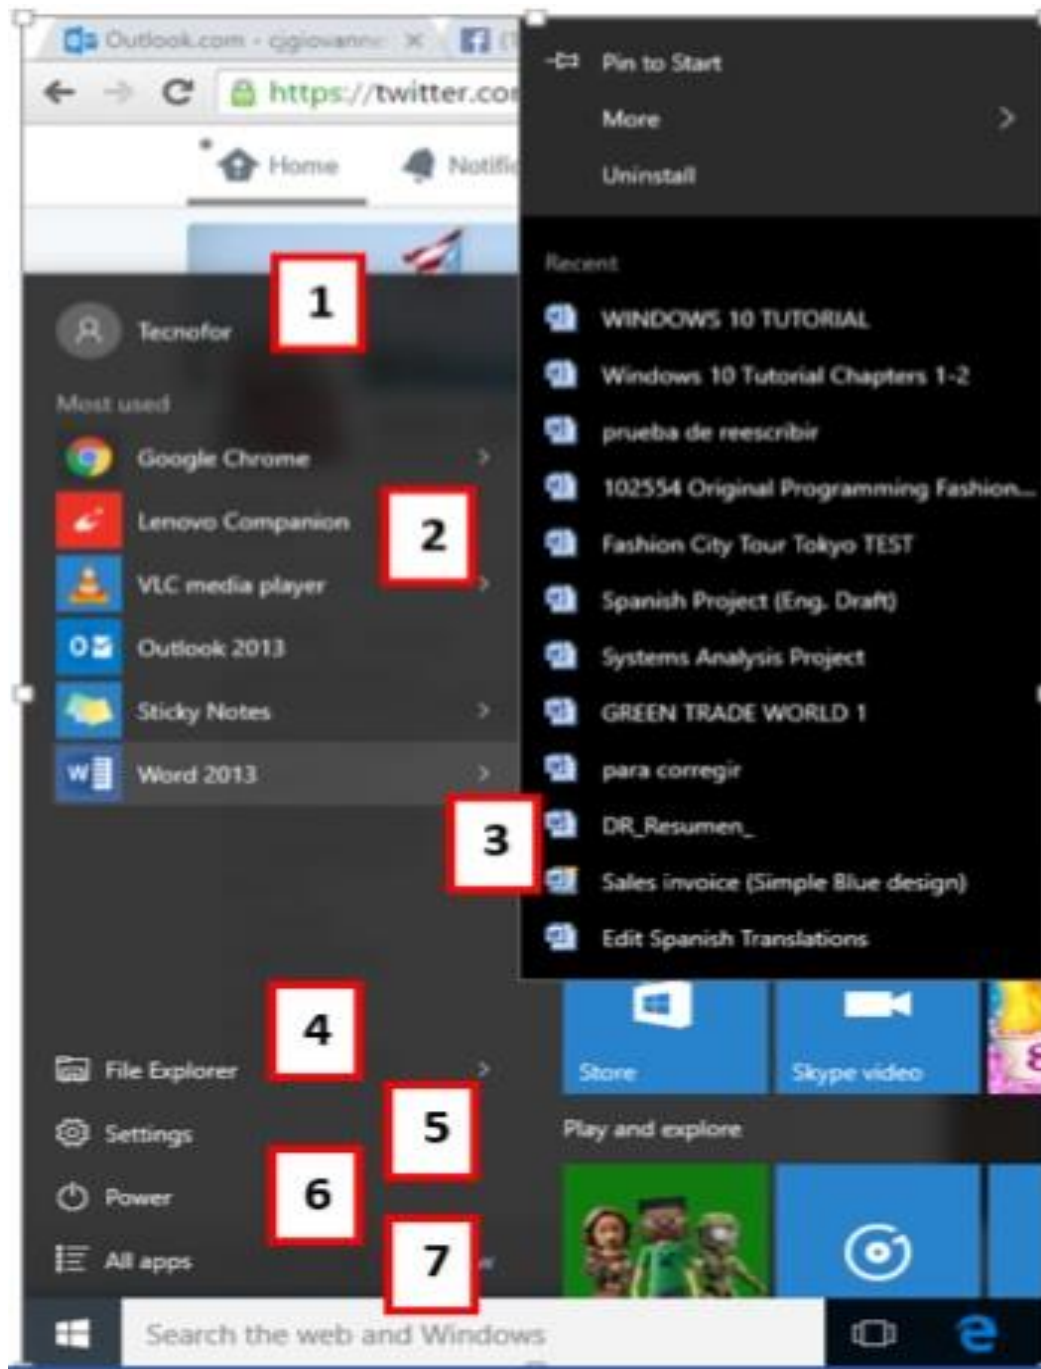 Outlook.com - cjgiovanne
https://twitter.co
Home
Notific
1
Tecnofor
Most used
Google Chrome
Lenovo Companion
2
VLC media player
Outlook 2013
Sticky Notes
Word 2013
3
4
File Explorer
5
Settings
6
Power
7
All apps
Search the web and Windows
Pin to Start
More
Uninstall
Recent
WINDOWS 10 TUTORIAL
Windows 10 Tutorial Chapters 1-2
prueba de reescribir
102554 Original Programming Fashion...
Fashion City Tour Tokyo TEST
Spanish Project (Eng. Draft)
Systems Analysis Project
GREEN TRADE WORLD 1
para corregir
DR_Resumen_
Sales invoice (Simple Blue design)
Edit Spanish Translations
Store
Skype video
Play and explore